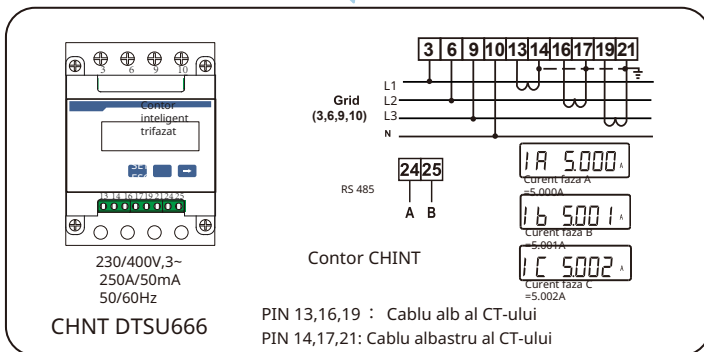 3 6 9 10
Contor
inteligent
trifazat
13 14 16 17 19 21 24 25
230/400V,3~
250A/50mA
50/60Hz
CHNT DTSU666
3 6 9 10 13 14 16 17 19 21
L1
L2
L3
N
Grid
(3,6,9,10)
RS 485
24 25
A B
Contor CHINT
IA 5.000 A
Curent faza A
=5.000A
Ib 5.001 A
Curent faza B
=5.001A
IC 5.002 A
Curent faza C
=5.002A
PIN 13,16,19 : Cablu alb al CT-ului
PIN 14,17,21: Cablu albastru al CT-ului